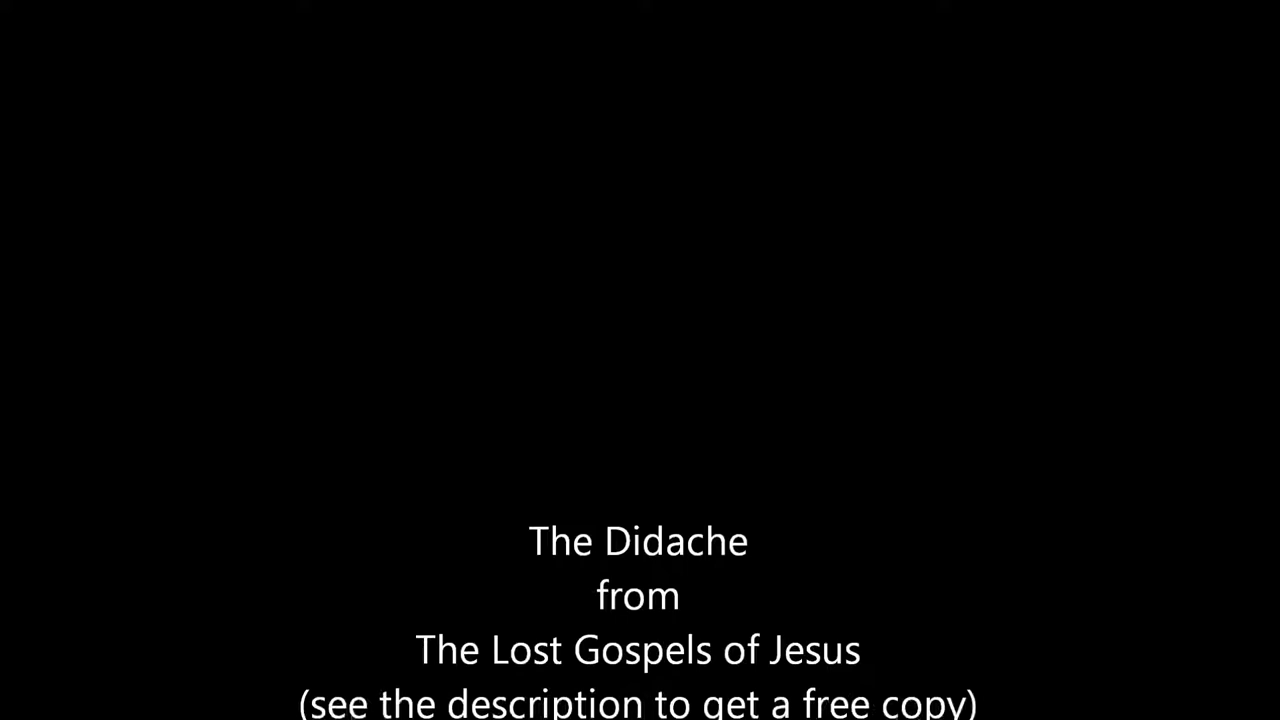 The Didache
from
The Lost Gospels of Jesus
(see the description to get a free copy)